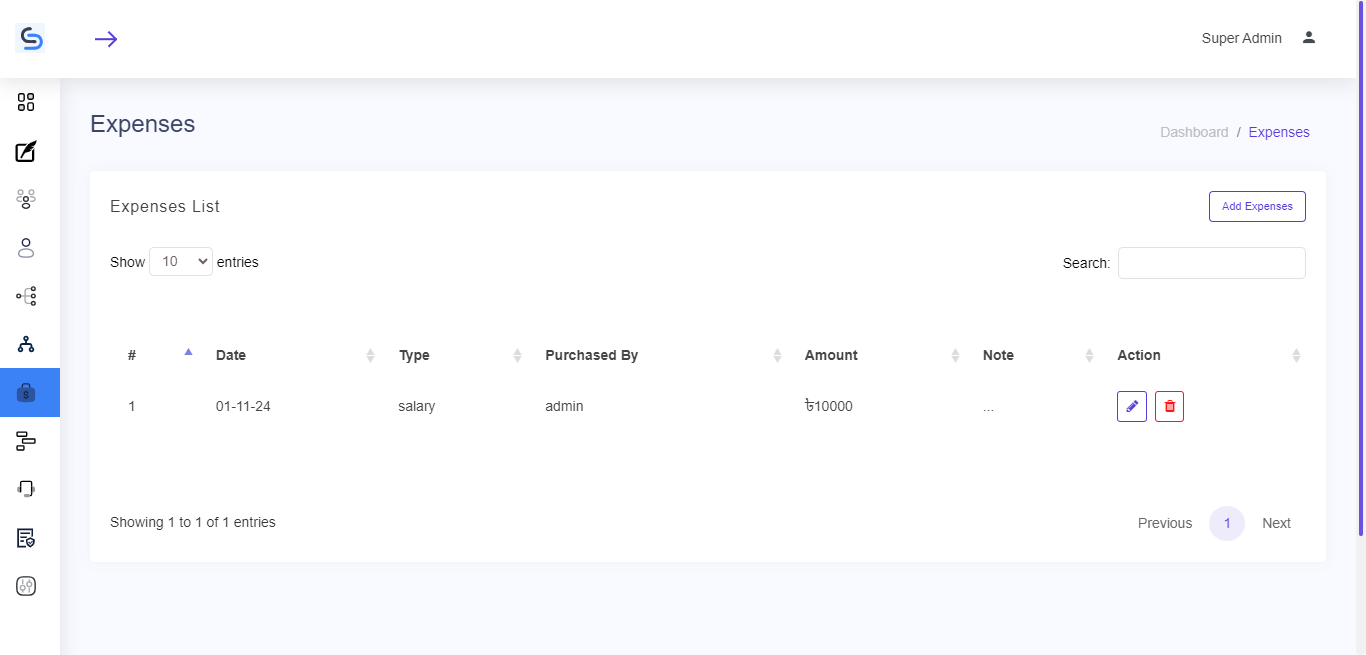 Super Admin
Expenses
Dashboard / Expenses
Expenses List
Add Expenses
Show 10 entries
Search:
# Date Type Purchased By Amount Note Action
1 01-11-24 salary admin ৳10000 ...
Showing 1 to 1 of 1 entries
Previous 1 Next